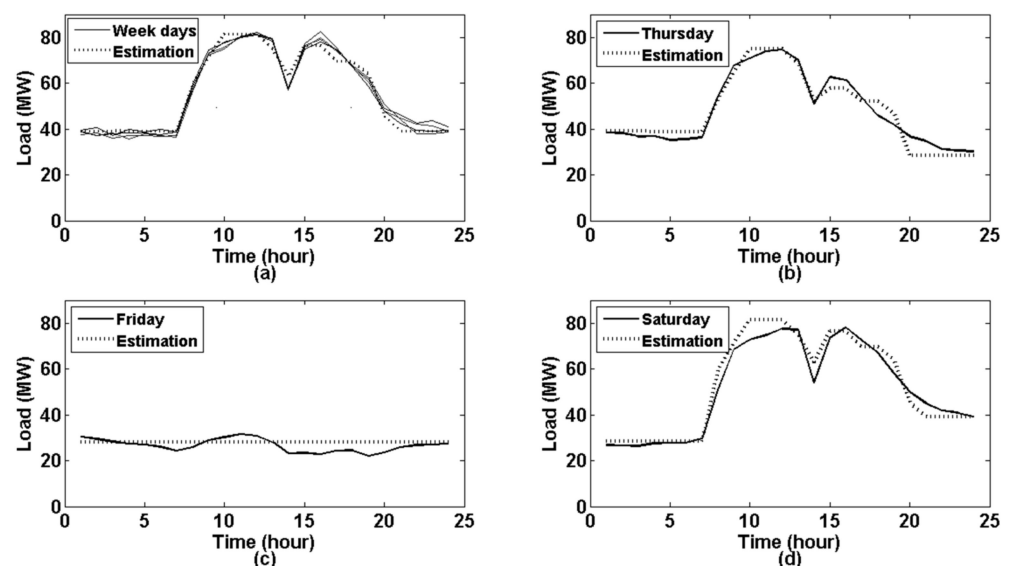 Week days
Estimation
Load (MW)
80
60
40
20
0
0 5 10 15 20 25
Time (hour)
(a)
Thursday
Estimation
Load (MW)
80
60
40
20
0
0 5 10 15 20 25
Time (hour)
(b)
Friday
Estimation
Load (MW)
80
60
40
20
0
0 5 10 15 20 25
Time (hour)
(c)
Saturday
Estimation
Load (MW)
80
60
40
20
0
0 5 10 15 20 25
Time (hour)
(d)